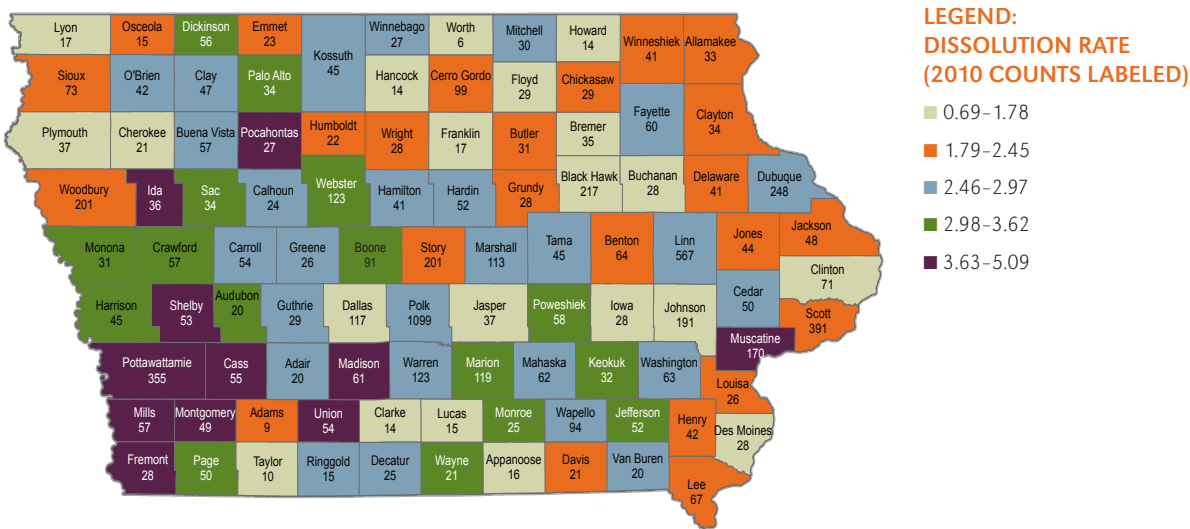 Lyon
17
Osceola
15
Dickinson
56
Emmet
23
Kossuth
45
Winnebago
27
Worth
6
Mitchell
30
Howard
14
Winneshiek
41
Allamakee
33
Sioux
73
O'Brien
42
Clay
47
Palo Alto
34
Hancock
14
Cerro Gordo
99
Floyd
29
Chickasaw
29
Fayette
60
Clayton
34
Plymouth
37
Cherokee
21
Buena Vista
57
Pocahontas
27
Humboldt
22
Wright
28
Franklin
17
Butler
31
Bremer
35
Woodbury
201
Ida
36
Sac
34
Calhoun
24
Webster
123
Hamilton
41
Hardin
52
Grundy
28
Black Hawk
217
Buchanan
28
Delaware
41
Dubuque
248
Monona
31
Crawford
57
Carroll
54
Greene
26
Boone
91
Story
201
Marshall
113
Tama
45
Benton
64
Linn
567
Jones
44
Jackson
48
Clinton
71
Harrison
45
Shelby
53
Audubon
20
Guthrie
29
Dallas
117
Polk
1099
Jasper
37
Poweshiek
58
Iowa
28
Johnson
191
Cedar
50
Scott
391
Muscatine
170
Pottawattamie
355
Cass
55
Adair
20
Madison
61
Warren
123
Marion
119
Mahaska
62
Keokuk
32
Washington
63
Louisa
26
Mills
57
Montgomery
49
Adams
9
Union
54
Clarke
14
Lucas
15
Monroe
25
Wapello
94
Jefferson
52
Henry
42
Des Moines
28
Fremont
28
Page
50
Taylor
10
Ringgold
15
Decatur
25
Wayne
21
Appanoose
16
Davis
21
Van Buren
20
Lee
67
LEGEND:
DISSOLUTION RATE
(2010 COUNTS LABELED)
0.69–1.78
1.79–2.45
2.46–2.97
2.98–3.62
3.63–5.09